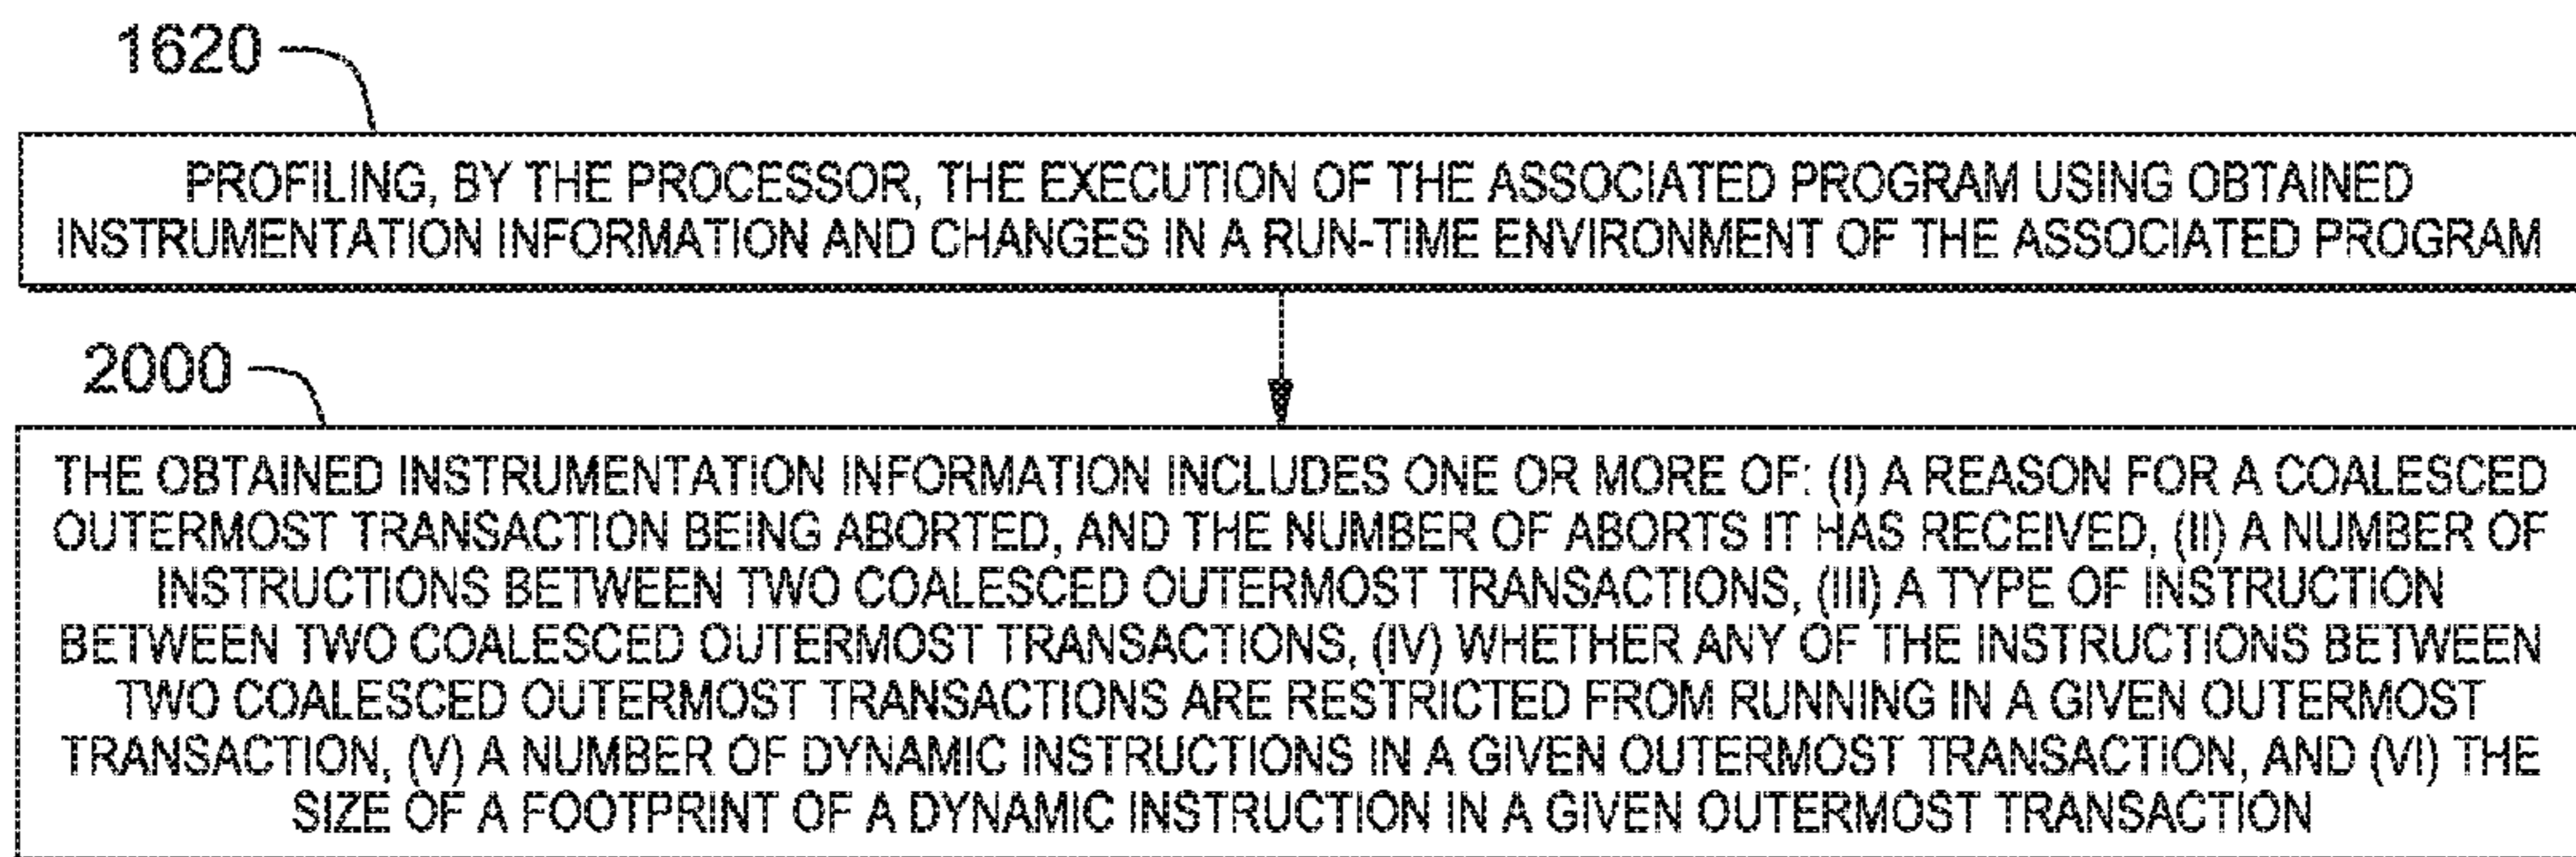 1620
PROFILING, BY THE PROCESSOR, THE EXECUTION OF THE ASSOCIATED PROGRAM USING OBTAINED
INSTRUMENTATION INFORMATION AND CHANGES IN A RUN-TIME ENVIRONMENT OF THE ASSOCIATED PROGRAM
2000
THE OBTAINED INSTRUMENTATION INFORMATION INCLUDES ONE OR MORE OF: (I) A REASON FOR A COALESCED
OUTERMOST TRANSACTION BEING ABORTED, AND THE NUMBER OF ABORTS IT HAS RECEIVED, (II) A NUMBER OF
INSTRUCTIONS BETWEEN TWO COALESCED OUTERMOST TRANSACTIONS, (III) A TYPE OF INSTRUCTION
BETWEEN TWO COALESCED OUTERMOST TRANSACTIONS, (IV) WHETHER ANY OF THE INSTRUCTIONS BETWEEN
TWO COALESCED OUTERMOST TRANSACTIONS ARE RESTRICTED FROM RUNNING IN A GIVEN OUTERMOST
TRANSACTION, (V) A NUMBER OF DYNAMIC INSTRUCTIONS IN A GIVEN OUTERMOST TRANSACTION, AND (VI) THE
SIZE OF A FOOTPRINT OF A DYNAMIC INSTRUCTION IN A GIVEN OUTERMOST TRANSACTION